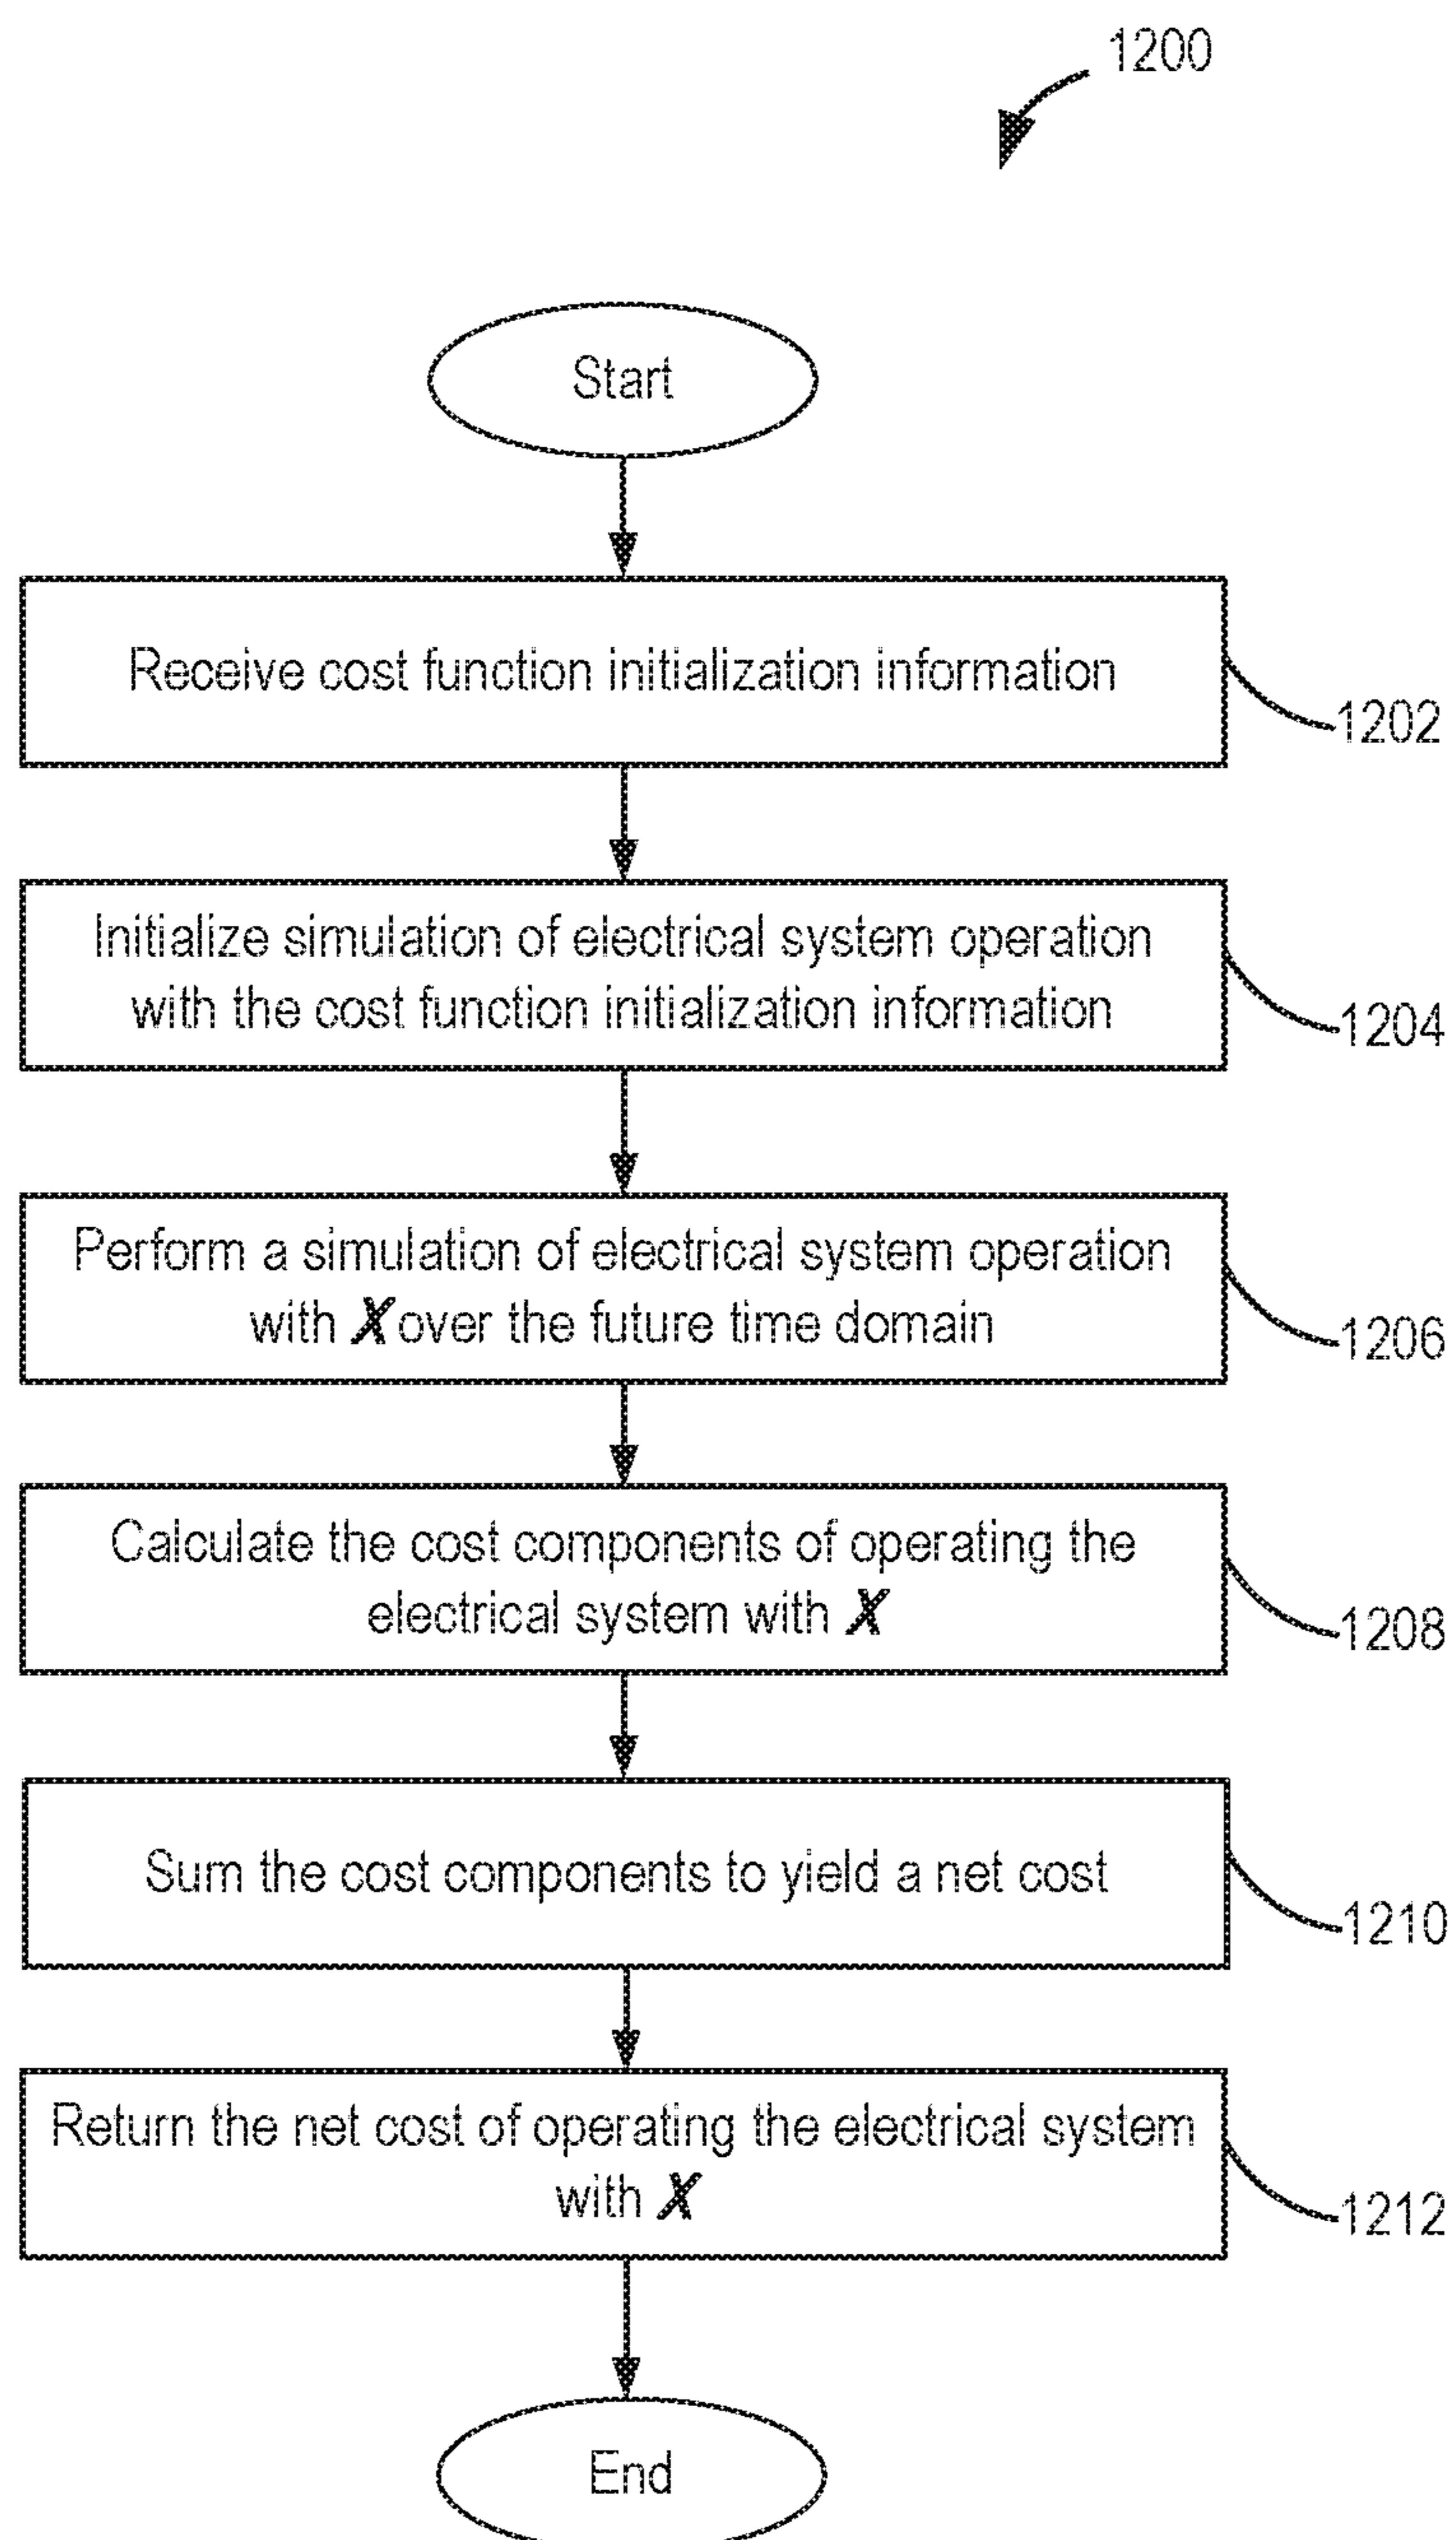 1200
Start
Receive cost function initialization information
1202
Initialize simulation of electrical system operation
with the cost function initialization information
1204
Perform a simulation of electrical system operation
with X over the future time domain
1206
Calculate the cost components of operating the
electrical system with X
1208
Sum the cost components to yield a net cost
1210
Return the net cost of operating the electrical system
with X
1212
End